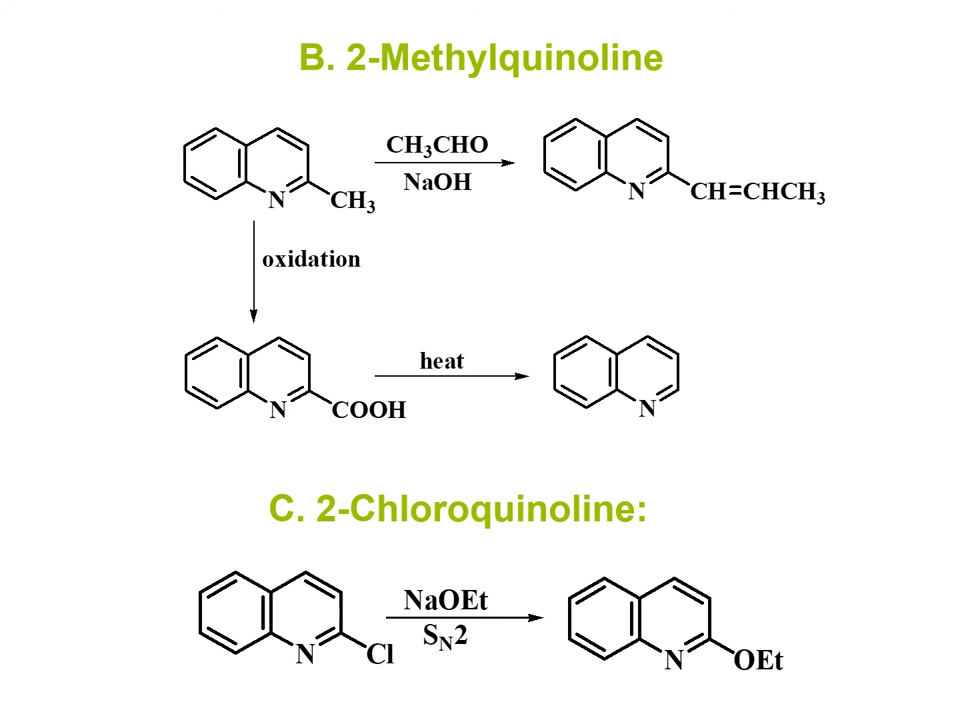 B. 2-Methylquinoline
CH₃CHO
NaOH
N
CH₃
N
CH=CHCH₃
oxidation
heat
N
COOH
N
C. 2-Chloroquinoline:
NaOEt
Sₙ2
N
Cl
N
OEt